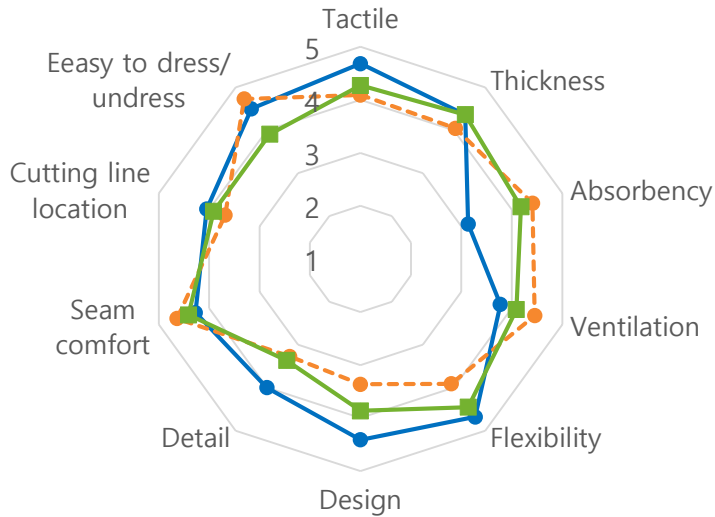 Tactile
5
4
3
2
1
Thickness
Absorbency
Ventilation
Flexibility
Design
Detail
Seam
comfort
Cutting line
location
Eeasy to dress/
undress